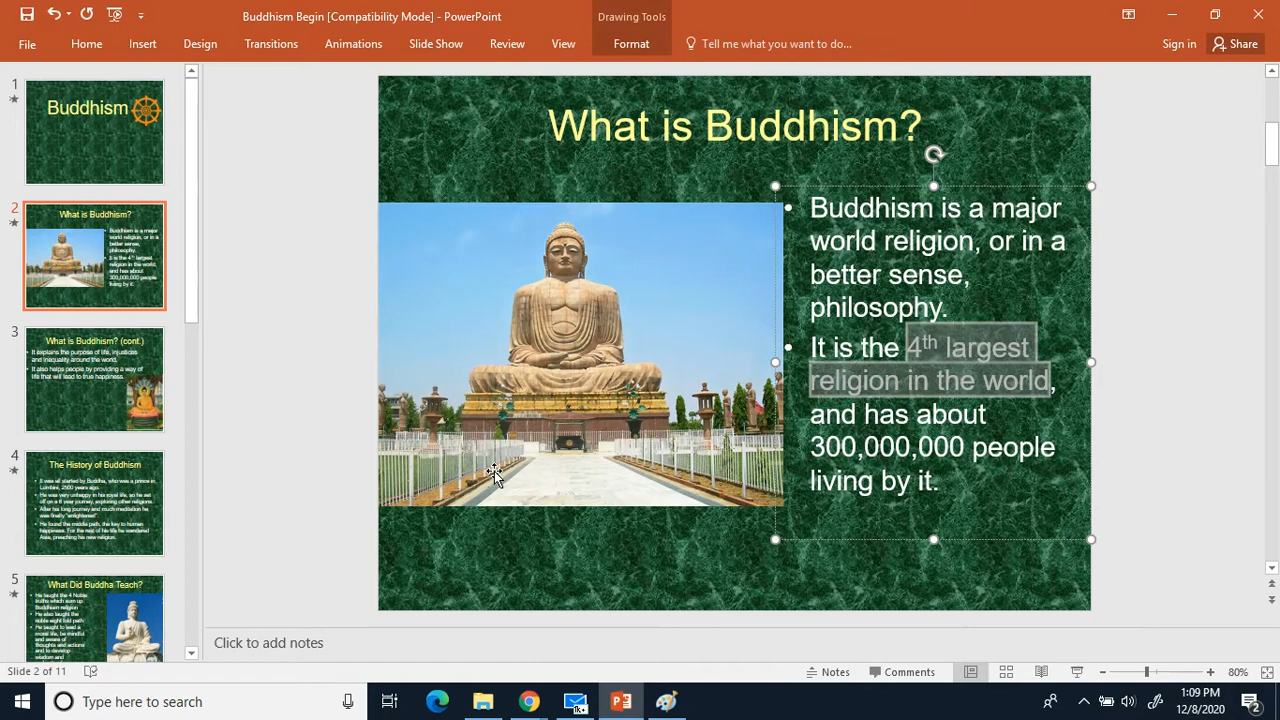 Buddhism Begin [Compatibility Mode] - PowerPoint
Drawing Tools
File
Home
Insert
Design
Transitions
Animations
Slide Show
Review
View
Format
Tell me what you want to do...
Sign in
Share
1
Buddhism
2
What is Buddhism?
Buddhism is a major
world religion, or in a
better sense,
philosophy.
It is the 4th largest
religion in the world,
and has about
300,000,000 people
living by it.
3
What is Buddhism? (cont.)
It explains the purpose of life, injustices
and inequality around the world.
It also helps people by providing a way of
life that will lead to true happiness.
4
The History of Buddhism
It was all started by Buddha, who was a prince in
Lumbini, 2500 years ago.
He was very unhappy in his royal life, so he set
off on a 6 year journey, exploring other religions.
After his long journey and much meditation he
was finally "enlightened".
He found the middle path, the key to human
happiness. For the rest of his life he wandered
Asia, preaching his new religion.
5
What Did Buddha Teach?
He taught the 4 Noble
truths which sum up
Buddhism religion
He also taught the
noble eight fold path
He taught to lead a
moral life, be mindful
and aware of
thoughts and actions
and to develop
wisdom and
What is Buddhism?
• Buddhism is a major
world religion, or in a
better sense,
philosophy.
• It is the 4th largest
religion in the world,
and has about
300,000,000 people
living by it.
Click to add notes
Slide 2 of 11
Notes
Comments
80%
Type here to search
1k+
1:09 PM
12/8/2020
2